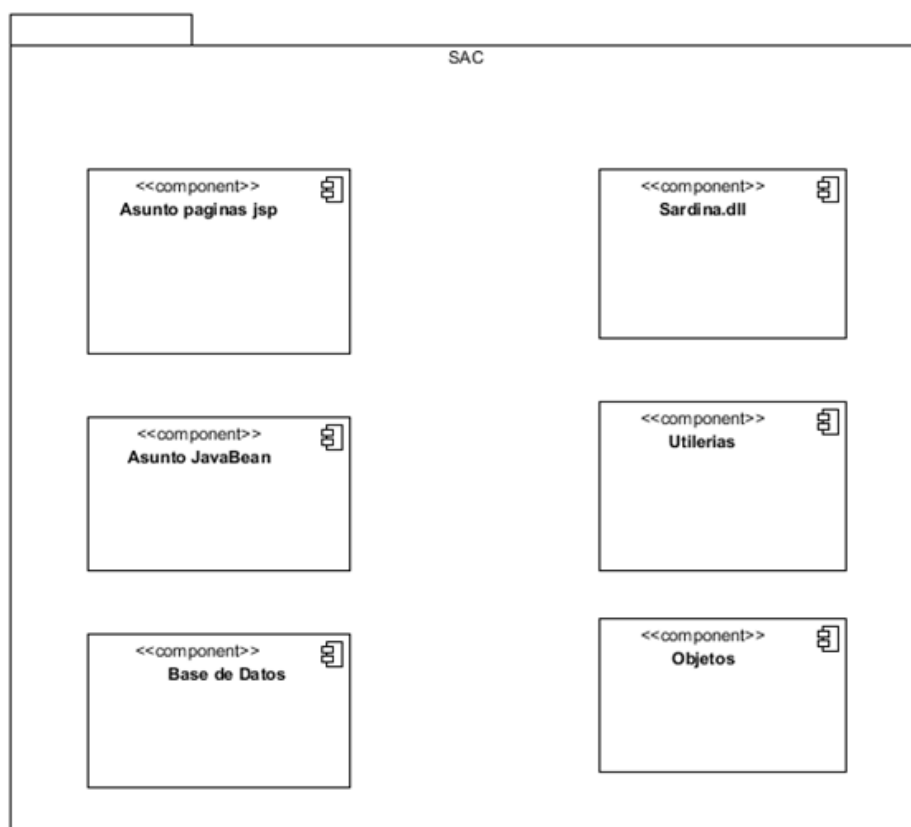 SAC
<<component>>
Asunto paginas jsp
<<component>>
Sardina.dll
<<component>>
Asunto JavaBean
<<component>>
Utilerias
<<component>>
Base de Datos
<<component>>
Objetos